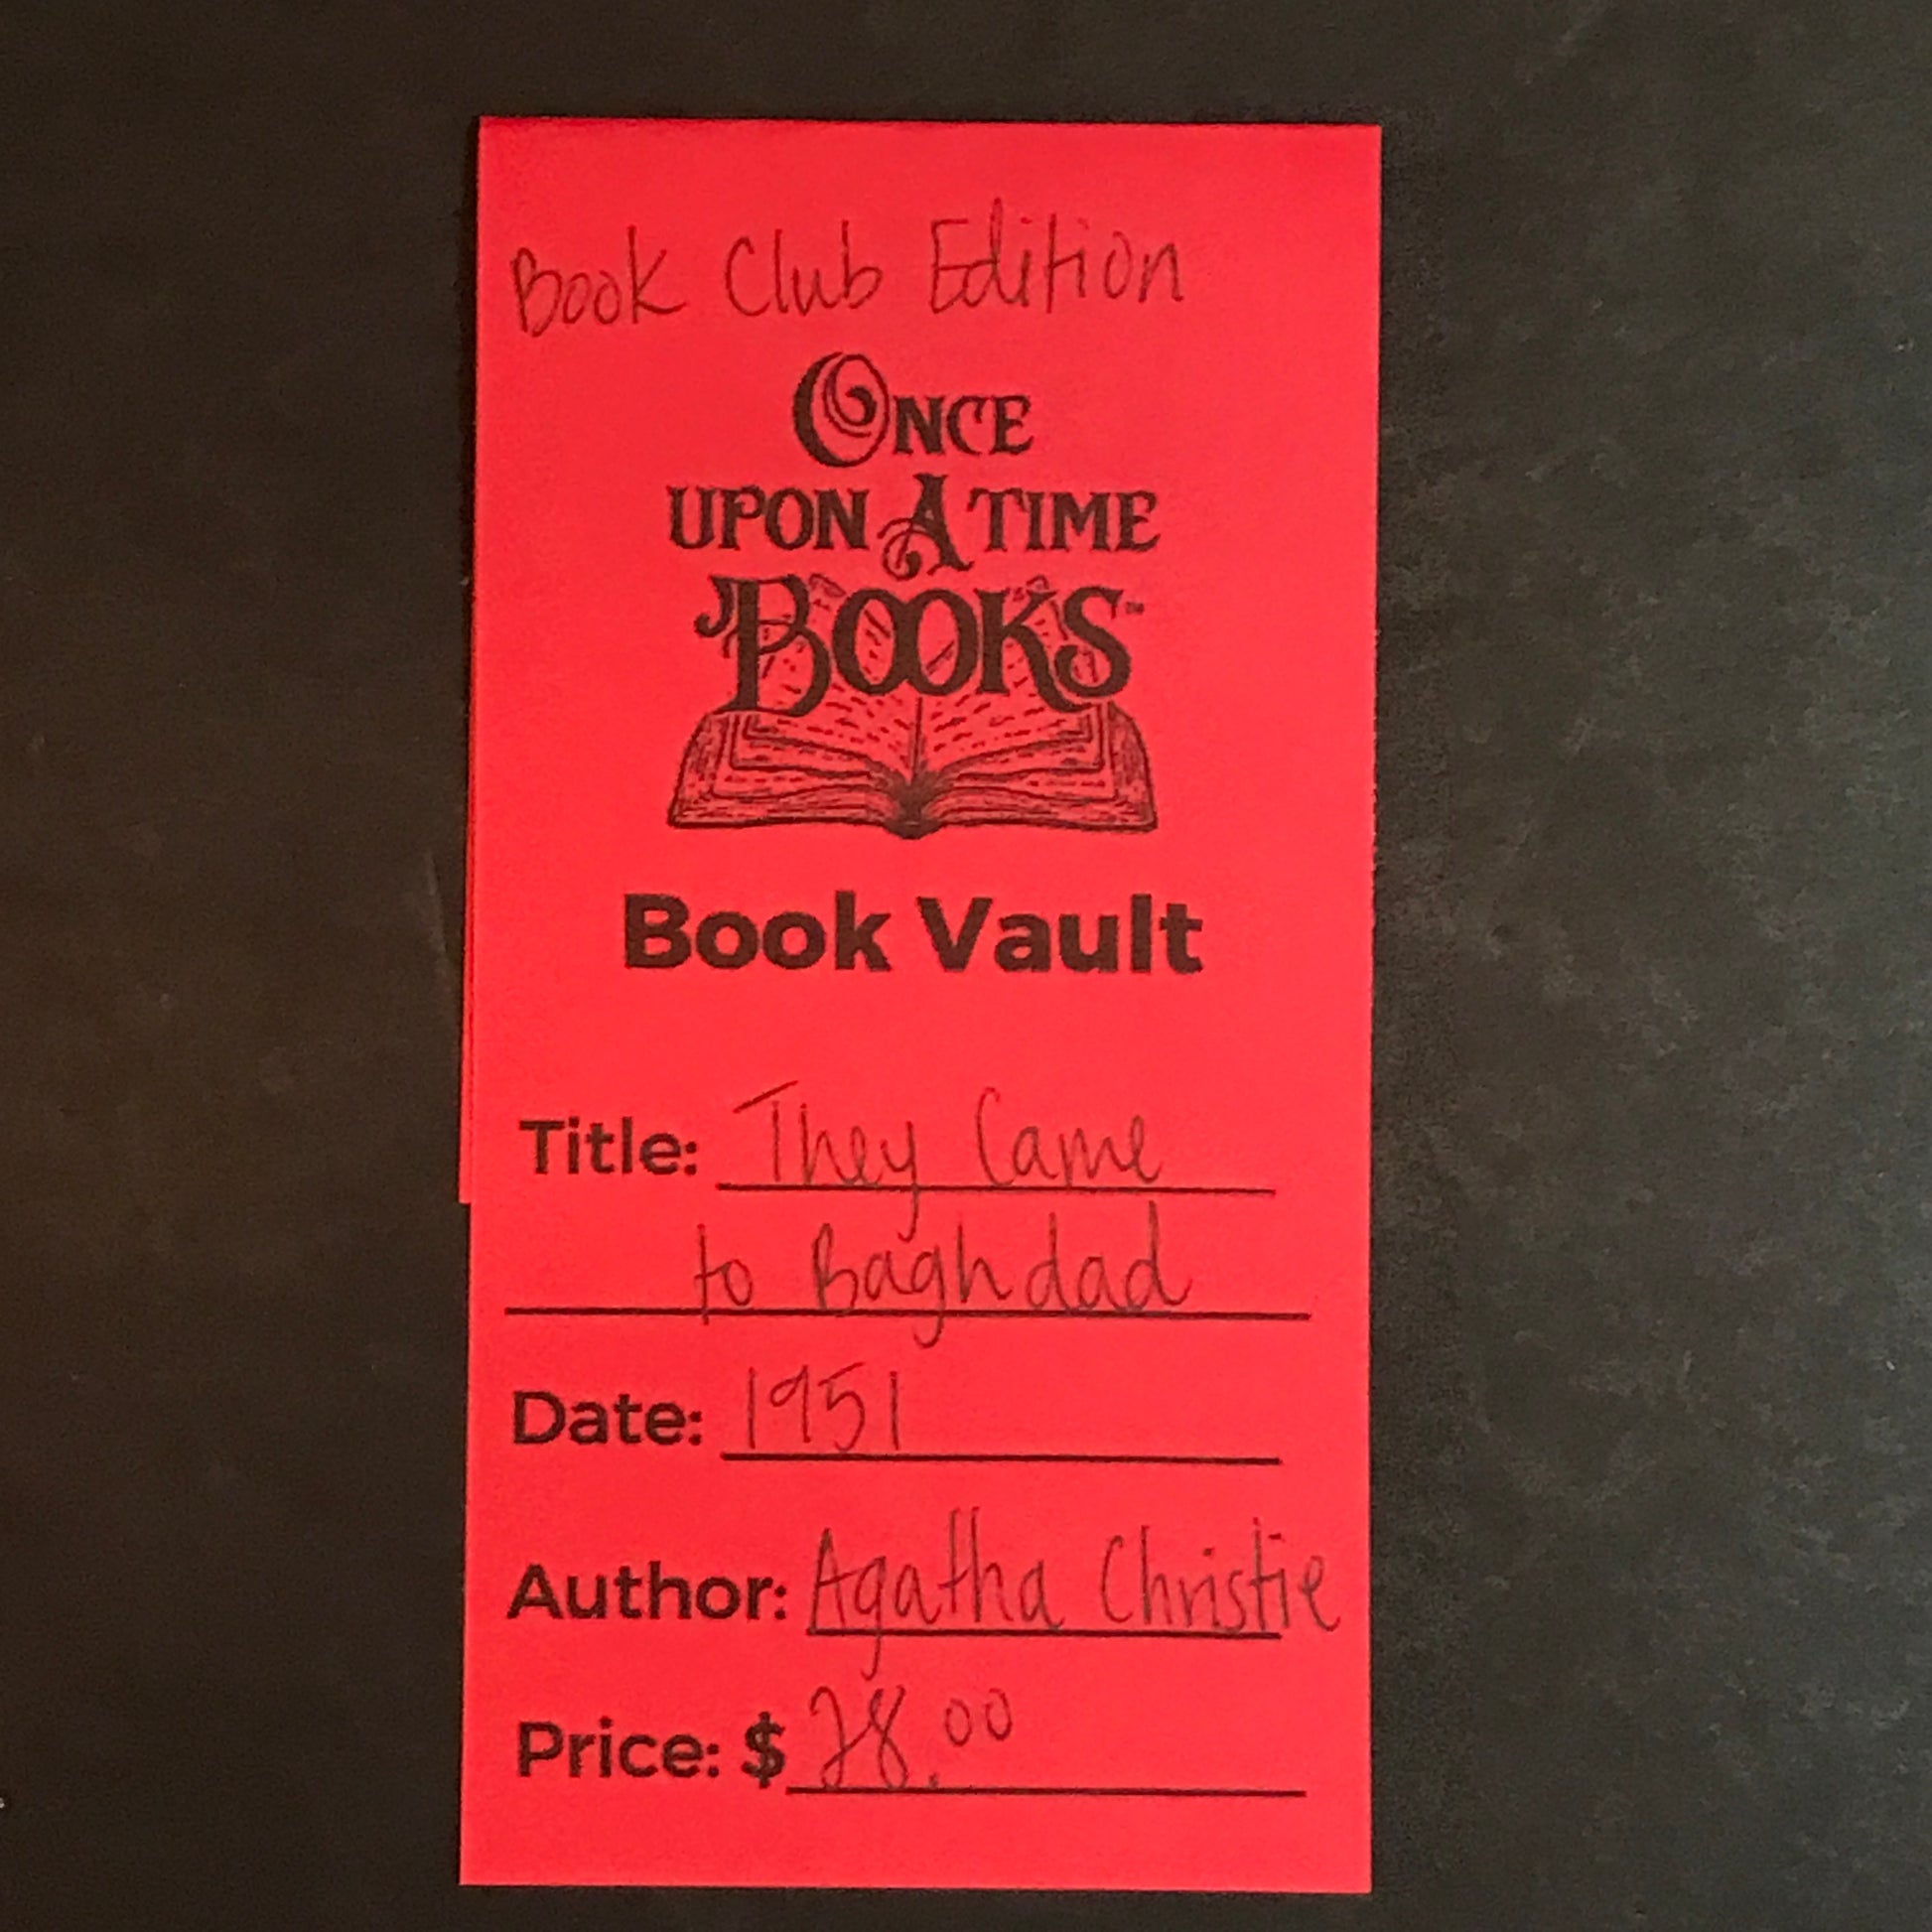 Book Club Edition
ONCE
UPON A TIME
BOOKS™
Book Vault
Title: They Came
to Baghdad
Date: 1951
Author: Agatha Christie
Price: $28.00